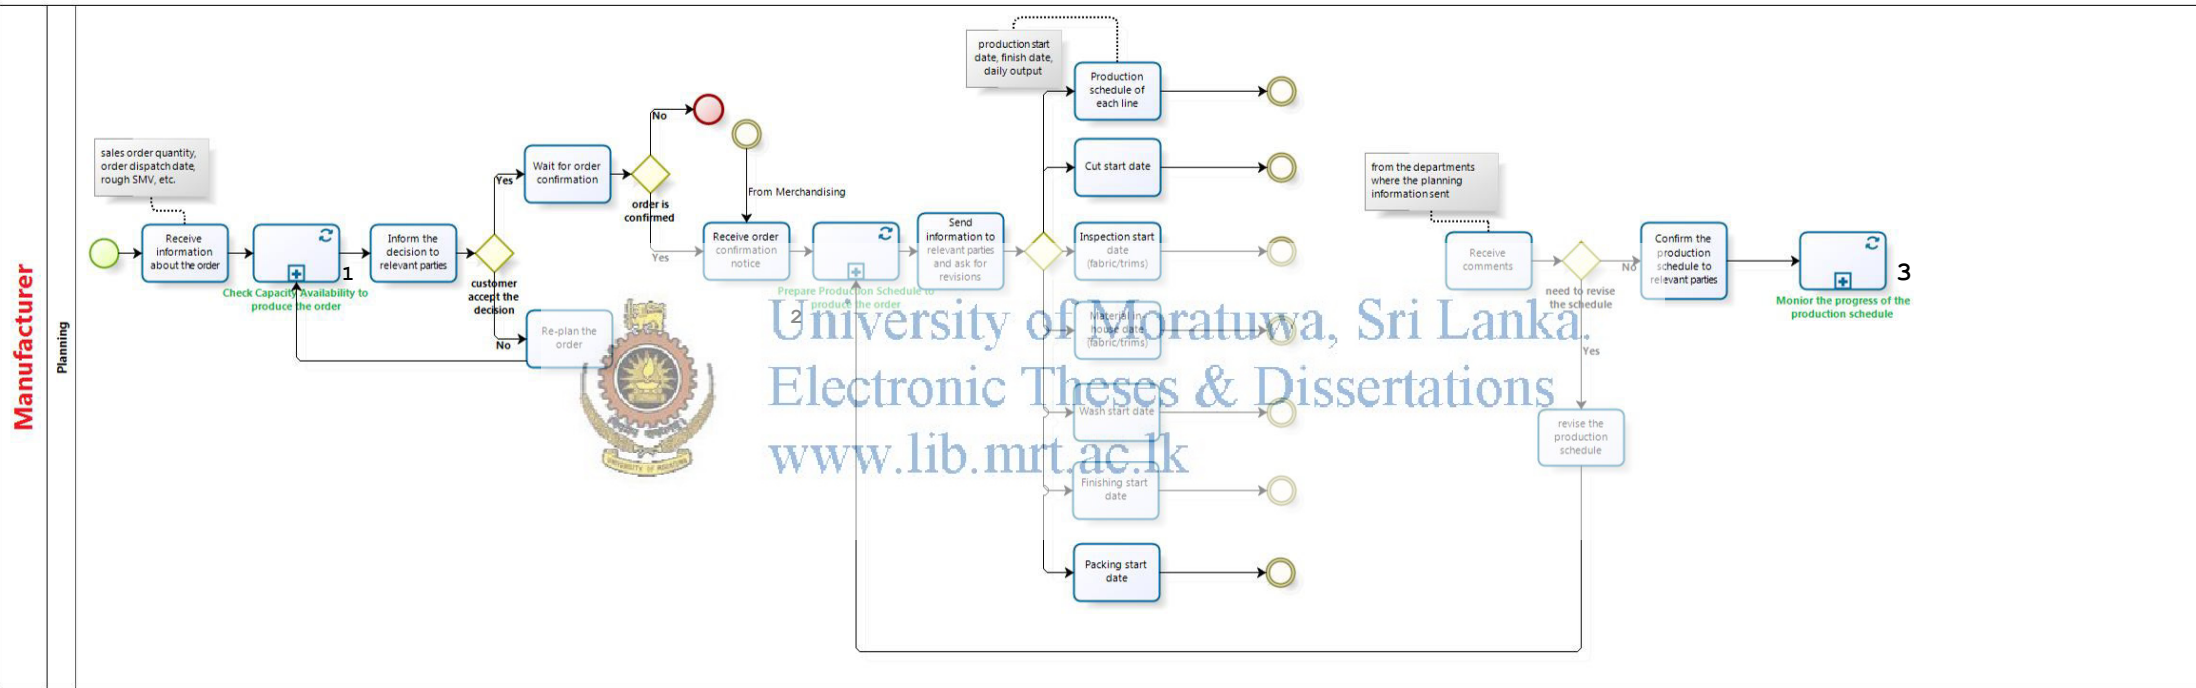 Manufacturer
Planning
sales order quantity,
order dispatch date,
rough SMV, etc.
Receive
information
about the order
1
Check Capacity Availability to
produce the order
Inform the
decision to
relevant parties
Yes
customer
accept the
decision
No
Wait for order
confirmation
Re-plan the
order
No
order is
confirmed
Yes
From Merchandising
Receive order
confirmation
notice
Prepare Production Schedule to
produce the order
2
Send
information to
relevant parties
and ask for
revisions
production start
date, finish date,
daily output
Production
schedule of
each line
Cut start date
Inspection start
date
(fabric/trims)
Material in-
house date
(fabric/trims)
Wash start date
Finishing start
date
Packing start
date
from the departments
where the planning
information sent
Receive
comments
No
need to revise
the schedule
Yes
revise the
production
schedule
Confirm the
production
schedule to
relevant parties
3
Monior the progress of the
production schedule
University of Moratuwa, Sri Lanka.
Electronic Theses & Dissertations
www.lib.mrt.ac.lk
UNIVERSITY OF MORATUWA